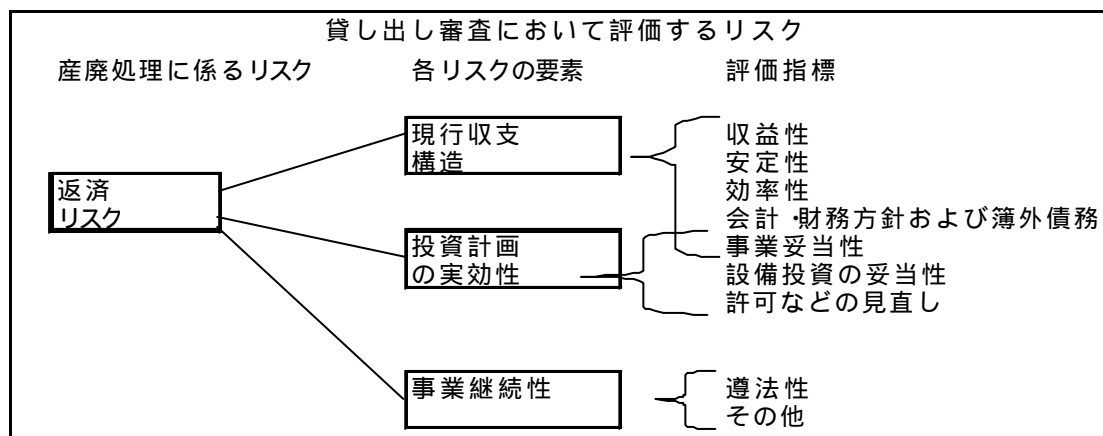 貸し出し審査において評価するリスク
産廃処理に係るリスク
各リスクの要素
評価指標
返済
リスク
現行収支
構造
投資計画
の実効性
事業継続性
収益性
安定性
効率性
会計・財務方針および簿外債務
事業妥当性
設備投資の妥当性
許可などの見直し
遵法性
その他